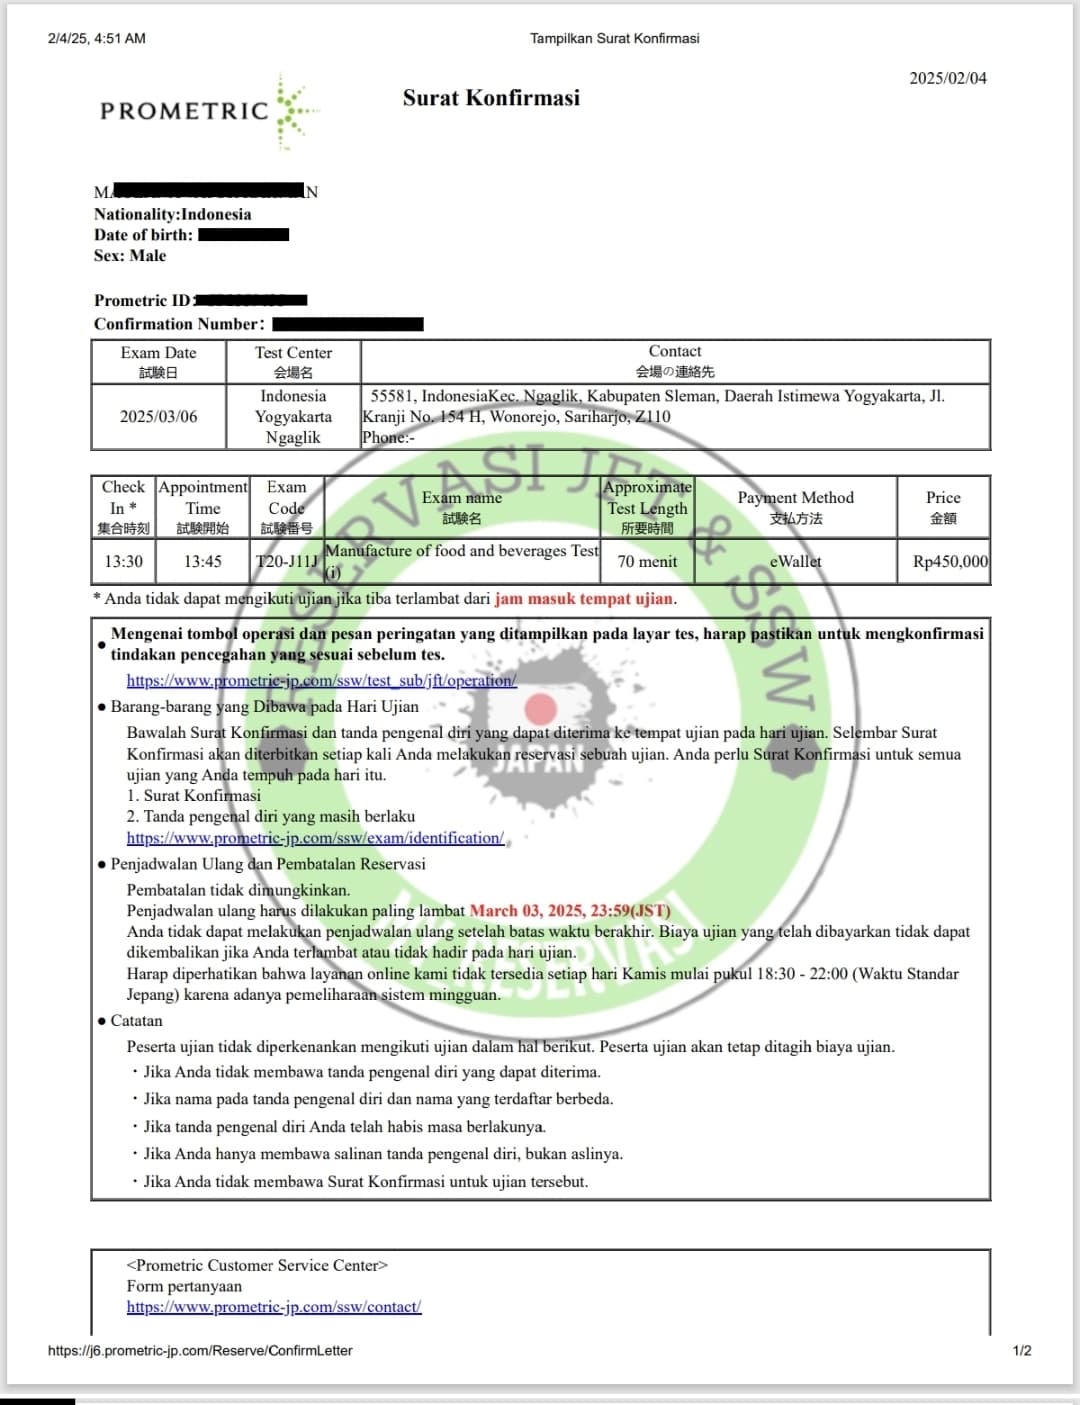 2/4/25, 4:51 AM
Tampilkan Surat Konfirmasi
2025/02/04
PROMETRIC
Surat Konfirmasi
Nationality:Indonesia
Date of birth:
Sex: Male
Prometric ID:
Confirmation Number:
Exam Date
試験日
Test Center
会場名
Contact
会場の連絡先
2025/03/06
Indonesia
Yogyakarta
Ngaglik
55581, IndonesiaKec. Ngaglik, Kabupaten Sleman, Daerah Istimewa Yogyakarta, Jl.
Kranji No. 154 H, Wonorejo, Sariharjo, Z110
Phone:-
Check
In *
集合時刻
Appointment
Time
試験開始
Exam
Code
試験番号
Exam name
試験名
Approximate
Test Length
所要時間
Payment Method
支払方法
Price
金額
13:30
13:45
T20-J11J
Manufacture of food and beverages Test
(i)
70 menit
eWallet
Rp450,000
* Anda tidak dapat mengikuti ujian jika tiba terlambat dari jam masuk tempat ujian.
● Mengenai tombol operasi dan pesan peringatan yang ditampilkan pada layar tes, harap pastikan untuk mengkonfirmasi
tindakan pencegahan yang sesuai sebelum tes.
https://www.prometric-jp.com/ssw/test_sub/jft/operation/
● Barang-barang yang Dibawa pada Hari Ujian
Bawalah Surat Konfirmasi dan tanda pengenal diri yang dapat diterima ke tempat ujian pada hari ujian. Selembar Surat
Konfirmasi akan diterbitkan setiap kali Anda melakukan reservasi sebuah ujian. Anda perlu Surat Konfirmasi untuk semua
ujian yang Anda tempuh pada hari itu.
1. Surat Konfirmasi
2. Tanda pengenal diri yang masih berlaku
https://www.prometric-jp.com/ssw/exam/identification/
● Penjadwalan Ulang dan Pembatalan Reservasi
Pembatalan tidak dimungkinkan.
Penjadwalan ulang harus dilakukan paling lambat March 03, 2025, 23:59(JST)
Anda tidak dapat melakukan penjadwalan ulang setelah batas waktu berakhir. Biaya ujian yang telah dibayarkan tidak dapat
dikembalikan jika Anda terlambat atau tidak hadir pada hari ujian.
Harap diperhatikan bahwa layanan online kami tidak tersedia setiap hari Kamis mulai pukul 18:30 - 22:00 (Waktu Standar
Jepang) karena adanya pemeliharaan sistem mingguan.
● Catatan
Peserta ujian tidak diperkenankan mengikuti ujian dalam hal berikut. Peserta ujian akan tetap ditagih biaya ujian.
・Jika Anda tidak membawa tanda pengenal diri yang dapat diterima.
・Jika nama pada tanda pengenal diri dan nama yang terdaftar berbeda.
・Jika tanda pengenal diri Anda telah habis masa berlakunya.
・Jika Anda hanya membawa salinan tanda pengenal diri, bukan aslinya.
・Jika Anda tidak membawa Surat Konfirmasi untuk ujian tersebut.
RESERVASI JFT & SSW
JAPAN
MY RESERVASI
<Prometric Customer Service Center>
Form pertanyaan
https://www.prometric-jp.com/ssw/contact/
https://j6.prometric-jp.com/Reserve/ConfirmLetter
1/2